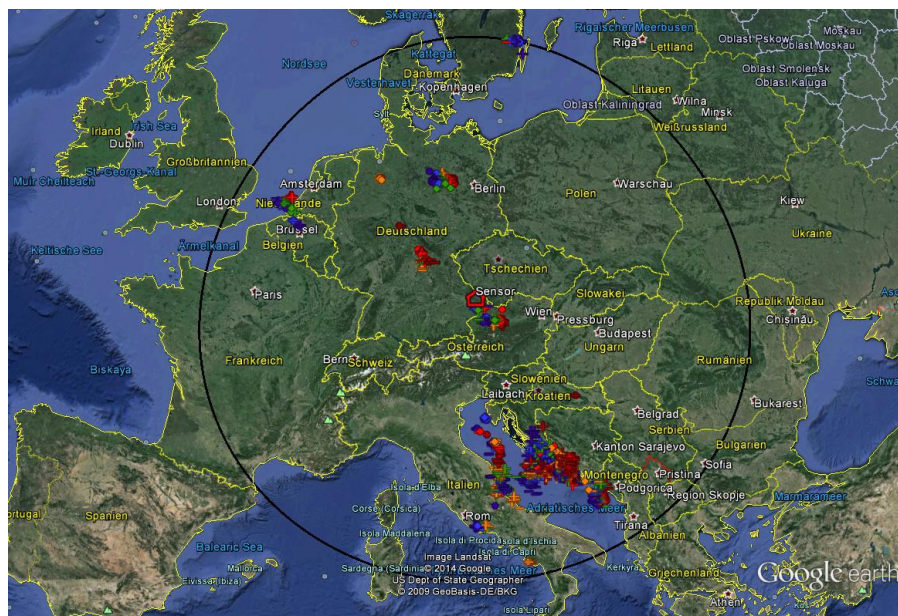 Skagerrak
Rigaischer Meerbusen
Riga
Lettland
Oblast Pskow
Moskau
Oblast Moskau
Oblast Smolensk
Oblast Kaluga
Nordsee
Kattegat
Dänemark
Kopenhagen
Vesternhavet
Sylt
Litauen
Wilna
Oblast Kaliningrad
Minsk
Weißrussland
Irland
Irish Sea
Dublin
St.-Georgs-Kanal
Großbritannien
London
Amsterdam
Niederlande
Brüssel
Belgien
Ärmelkanal
Keltische See
Berlin
Polen
Warschau
Kiew
Ukraine
Deutschland
Tschechien
Sensor
Slowakei
Paris
Wien
Pressburg
Budapest
Ungarn
Republik Moldau
Chişinău
Österreich
Frankreich
Bern
Schweiz
Rumänien
Biskaya
Slowenien
Laibach
Kroatien
Belgrad
Serbien
Bukarest
Bulgarien
Kanton Sarajevo
Montenegro
Pristina
Sofia
Podgorica
Region Skopje
Italien
Isola d'Elba
Corse (Corsica)
Rom
Adriatisches Meer
Tirana
Albanien
Marmarameer
Spanien
Isola Maddalena
Isola di Procida
Isola d'Ischia
Isola di Capri
Balearic Sea
Mallorca
Eivissa (Ibiza)
Kerkyra
Griechenland
Athen
Isola Lipari
Image Landsat
© 2014 Google
US Dept of State Geographer
© 2009 GeoBasis-DE/BKG
Google earth